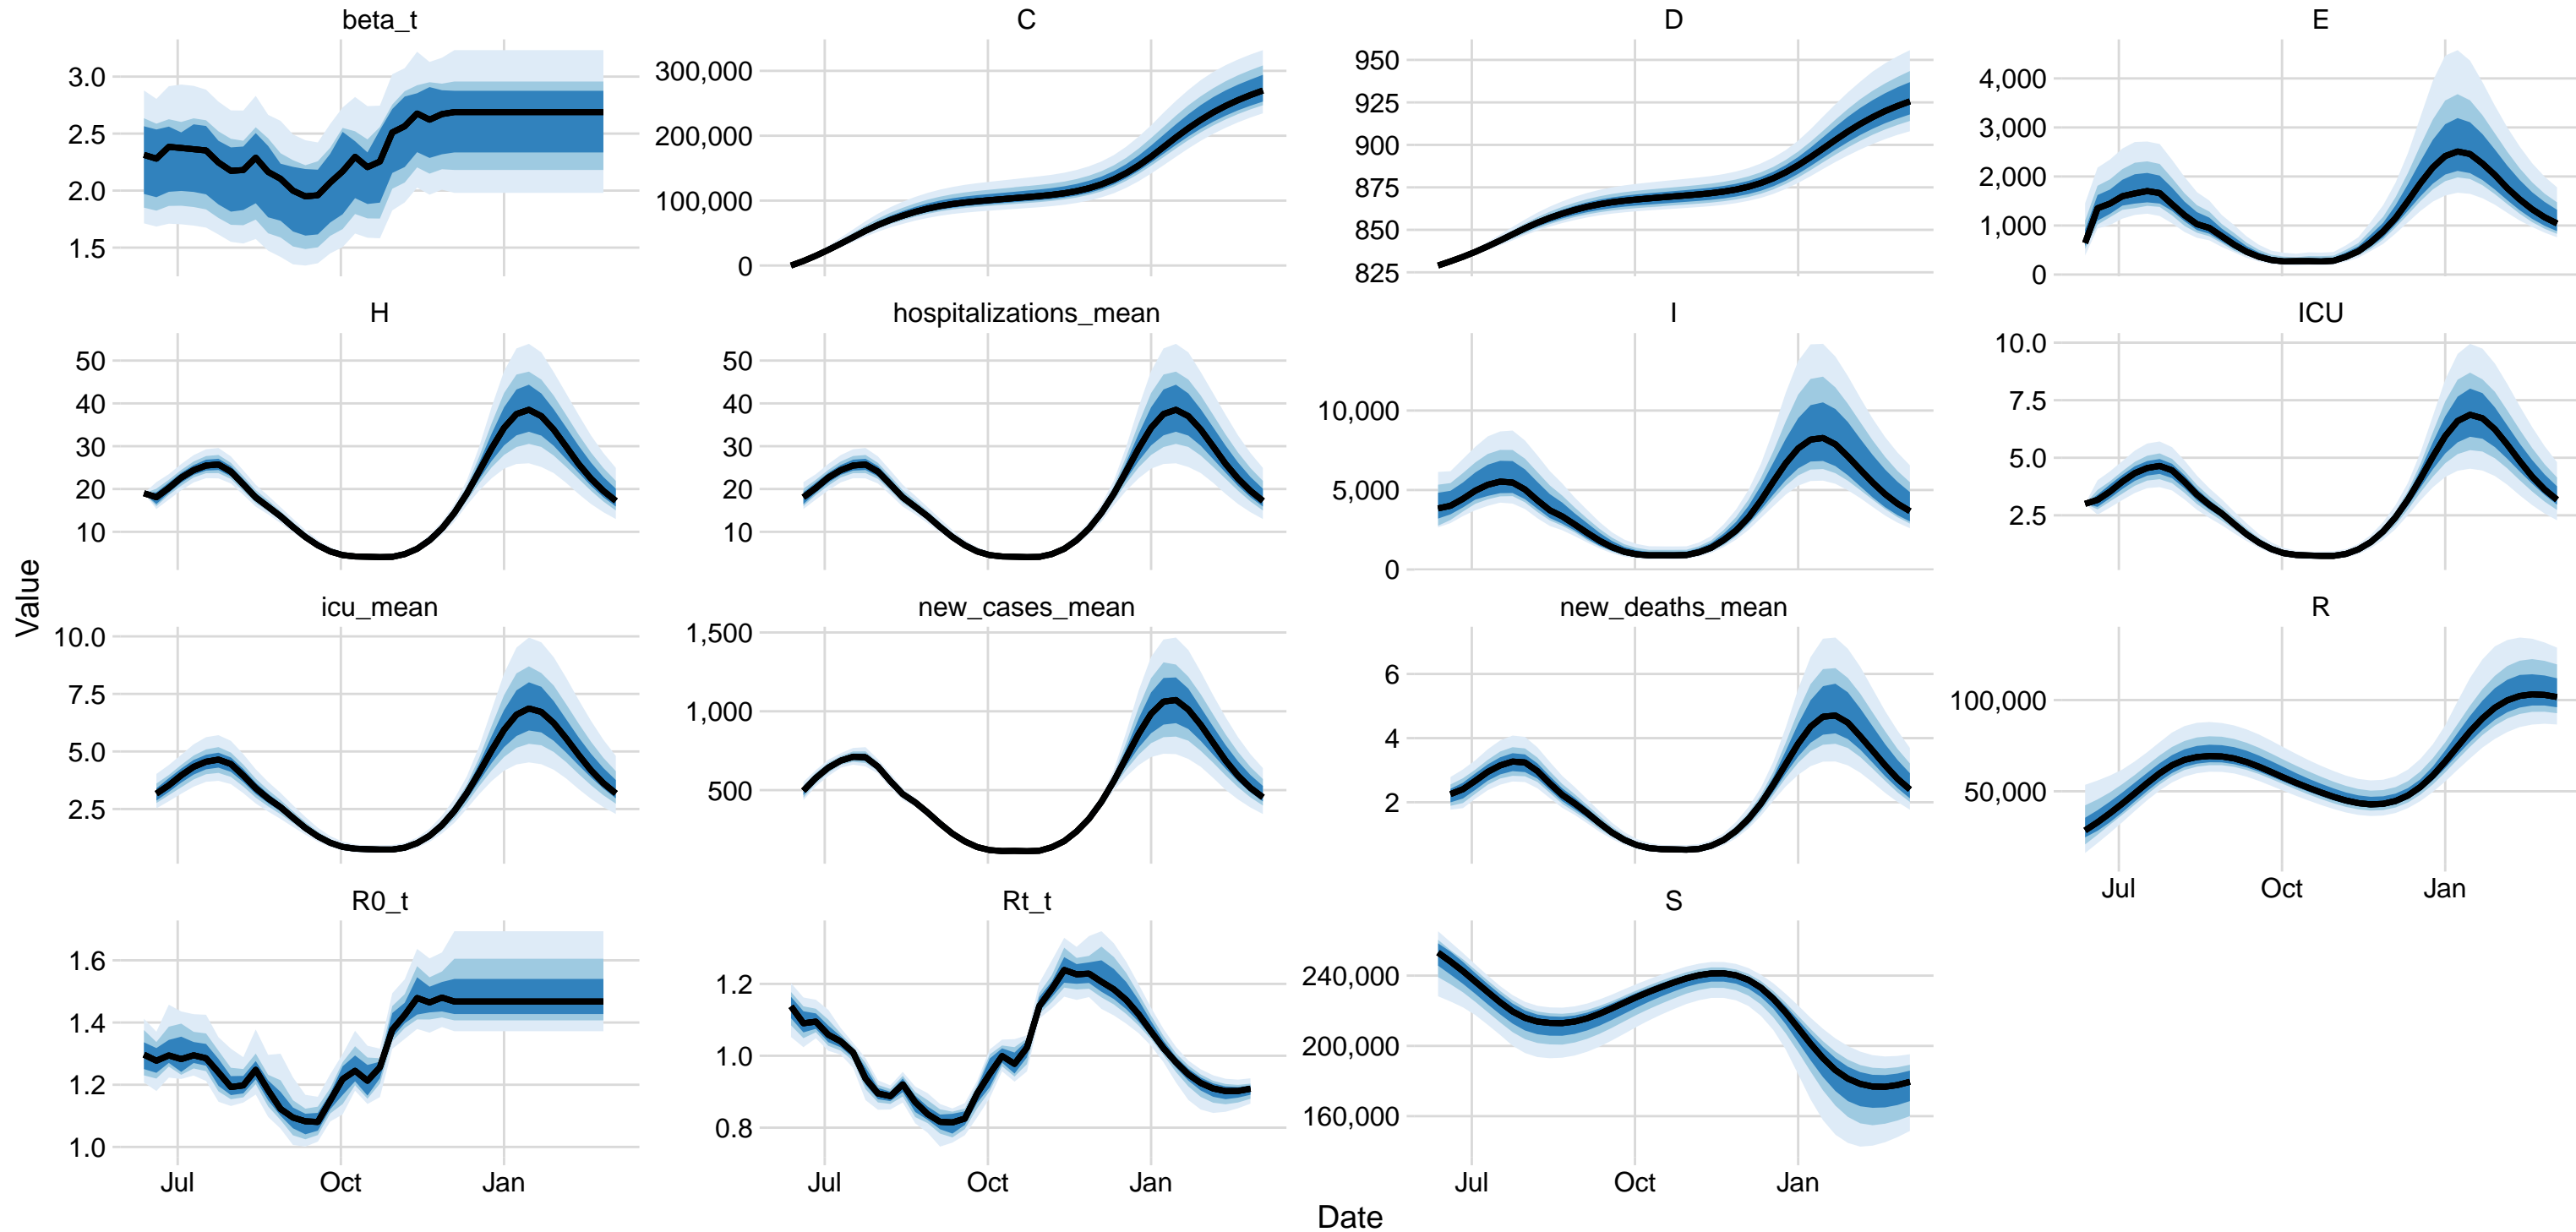 beta_t
C
D
E
3.0
2.5
2.0
1.5
300,000
200,000
100,000
0
950
925
900
875
850
825
4,000
3,000
2,000
1,000
0
H
hospitalizations_mean
I
ICU
50
40
30
20
10
50
40
30
20
10
10,000
5,000
0
10.0
7.5
5.0
2.5
Value
icu_mean
new_cases_mean
new_deaths_mean
R
10.0
7.5
5.0
2.5
1,500
1,000
500
6
4
2
100,000
50,000
Jul Oct Jan
R0_t
Rt_t
S
1.6
1.4
1.2
1.0
1.2
1.0
0.8
240,000
200,000
160,000
Jul Oct Jan
Jul Oct Jan
Jul Oct Jan
Date